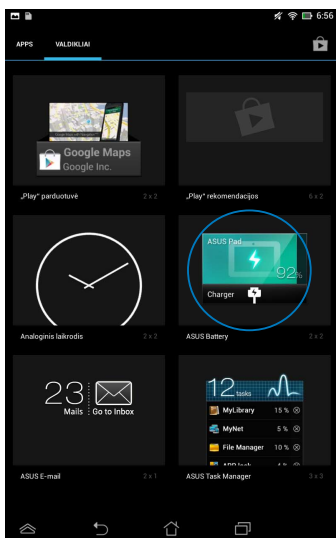 6:56
APPS VALDIKLIAI
Google Maps
Google Inc.
„Play“ parduotuvė 2 x 2
„Play“ rekomendacijos 6 x 2
ASUS Pad
92%
Charger
Analoginis laikrodis 2 x 2
ASUS Battery 2 x 2
23
Mails Go to Inbox
12 tasks
MyLibrary 15 %
MyNet 5 %
File Manager 10 %
ASUS E-mail 2 x 1
ASUS Task Manager 3 x 3